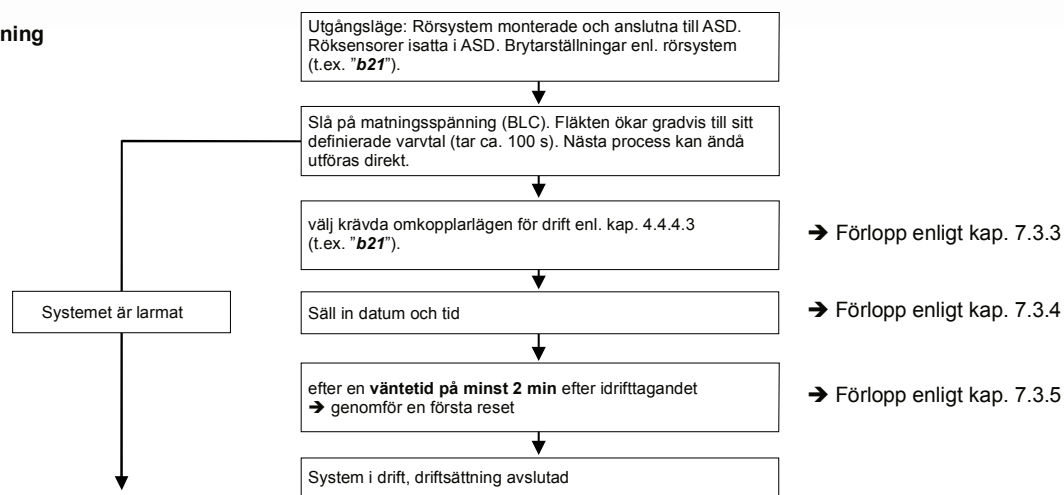 ning
Utgångsläge: Rörsystem monterade och anslutna till ASD.
Röksensorer isatta i ASD. Brytarställningar enl. rörsystem
(t.ex. "b21").
Slå på matningsspänning (BLC). Fläkten ökar gradvis till sitt
definierade varvtal (tar ca. 100 s). Nästa process kan ändå
utföras direkt.
välj krävda omkopplarlägen för drift enl. kap. 4.4.4.3
(t.ex. "b21").
➔ Förlopp enligt kap. 7.3.3
Systemet är larmat
Säll in datum och tid
➔ Förlopp enligt kap. 7.3.4
efter en väntetid på minst 2 min efter idrifttagandet
➔ genomför en första reset
➔ Förlopp enligt kap. 7.3.5
System i drift, driftsättning avslutad